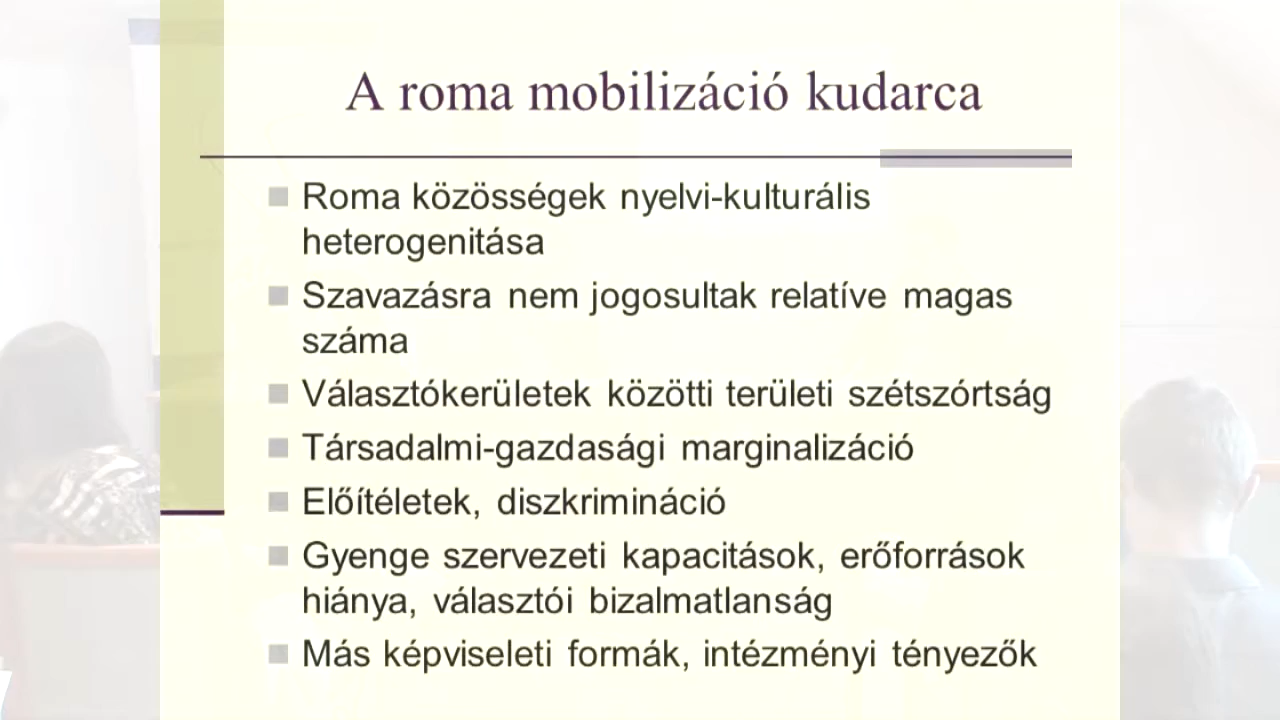 A roma mobilizáció kudarca
Roma közösségek nyelvi-kulturális
heterogenitása
Szavazásra nem jogosultak relatíve magas
száma
Választókerületek közötti területi szétszórtság
Társadalmi-gazdasági marginalizáció
Előítéletek, diszkrimináció
Gyenge szervezeti kapacitások, erőforrások
hiánya, választói bizalmatlanság
Más képviseleti formák, intézményi tényezők